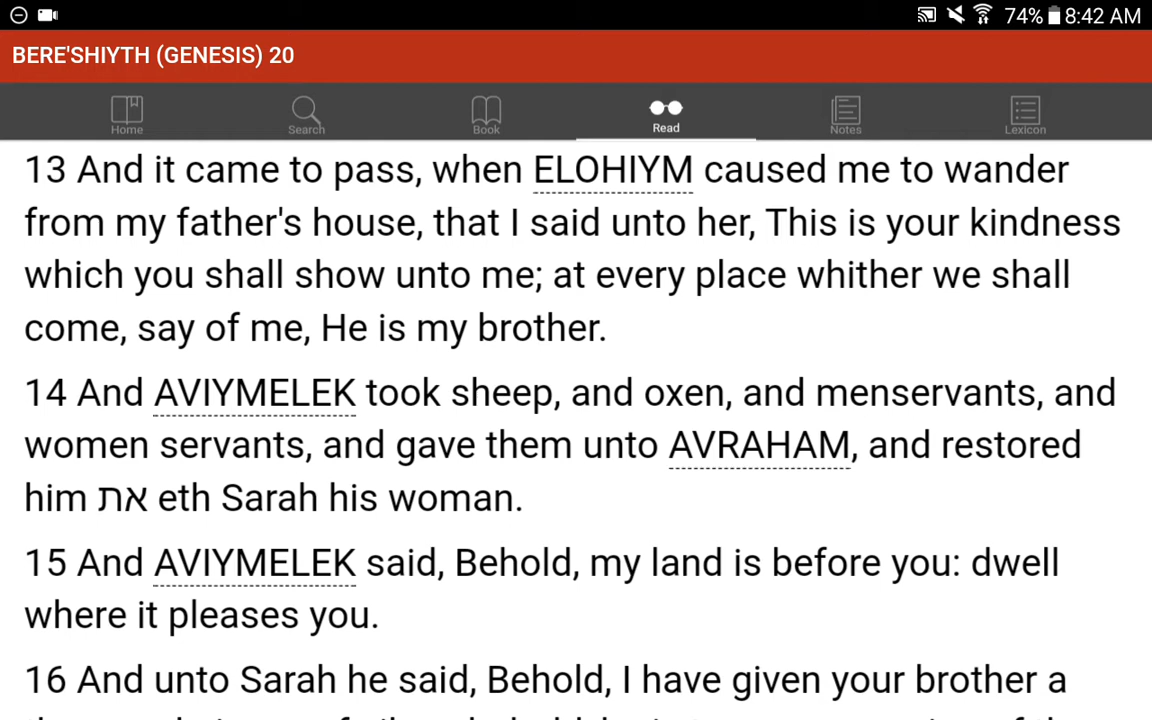 74% 8:42 AM
BERE'SHIYTH (GENESIS) 20
Home Search Book Read Notes Lexicon
13 And it came to pass, when ELOHIYM caused me to wander
from my father's house, that I said unto her, This is your kindness
which you shall show unto me; at every place whither we shall
come, say of me, He is my brother.
14 And AVIYMELEK took sheep, and oxen, and menservants, and
women servants, and gave them unto AVRAHAM, and restored
him את eth Sarah his woman.
15 And AVIYMELEK said, Behold, my land is before you: dwell
where it pleases you.
16 And unto Sarah he said, Behold, I have given your brother a